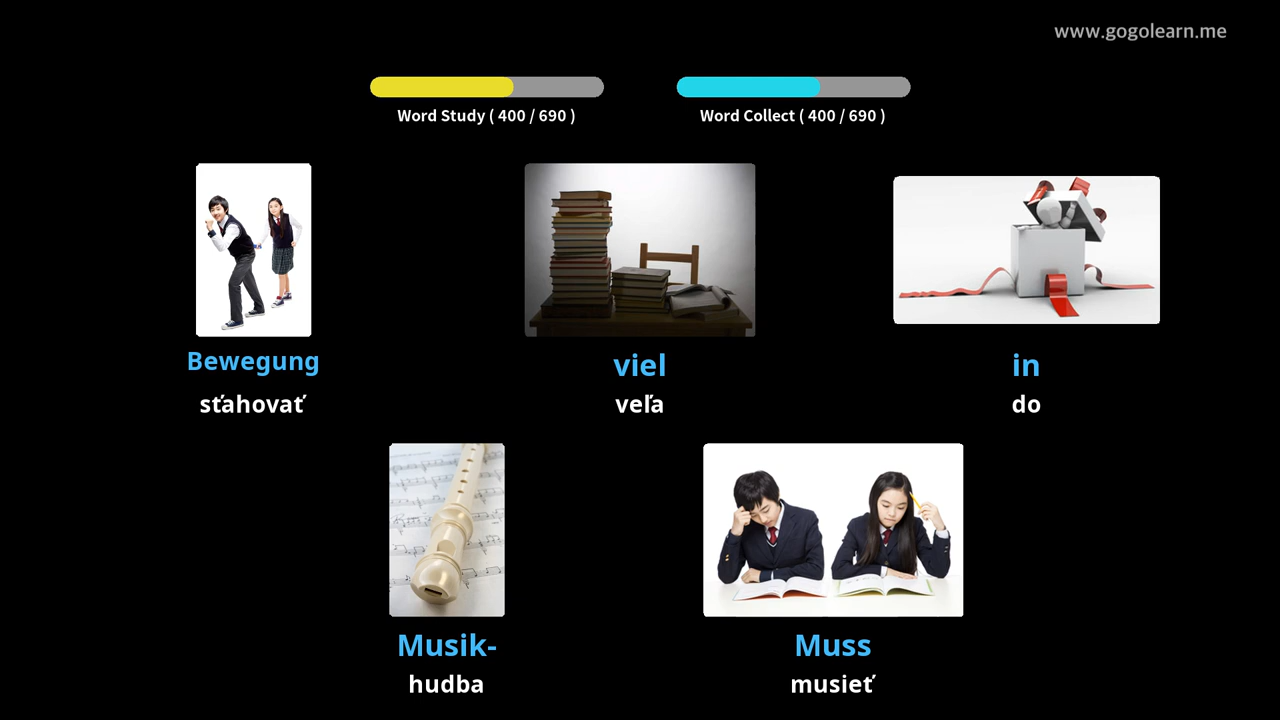 www.gogolearn.me
Word Study ( 400 / 690 )
Word Collect ( 400 / 690 )
Bewegung
sťahovať
viel
veľa
in
do
Musik-
hudba
Muss
musieť